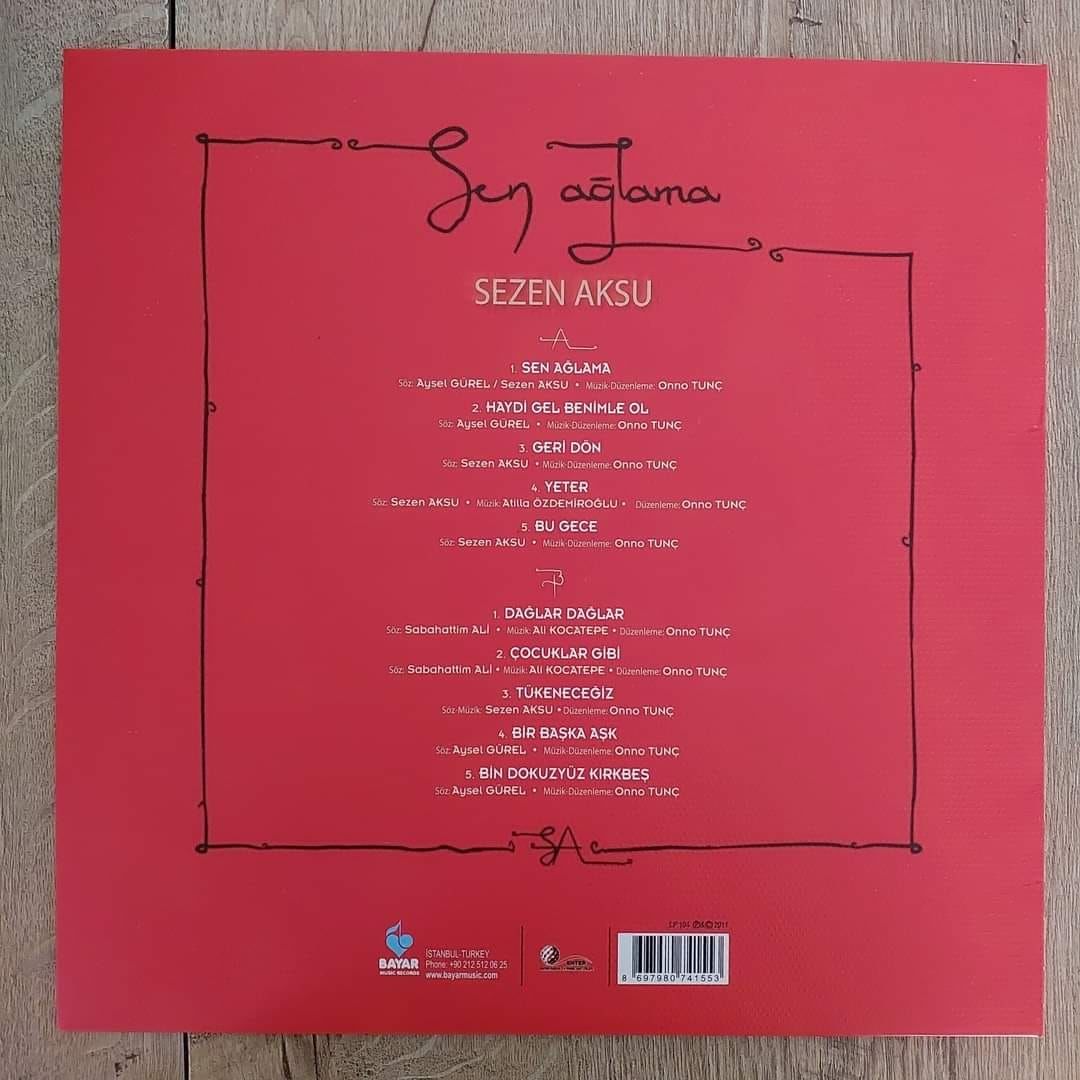 Sen ağlama
SEZEN AKSU
A
1. SEN AĞLAMA
Söz: Aysel GÜREL / Sezen AKSU • Müzik-Düzenleme: Onno TUNÇ
2. HAYDİ GEL BENİMLE OL
Söz: Aysel GÜREL • Müzik-Düzenleme: Onno TUNÇ
3. GERİ DÖN
Söz: Sezen AKSU • Müzik-Düzenleme: Onno TUNÇ
4. YETER
Söz: Sezen AKSU • Müzik: Atilla ÖZDEMİROĞLU • Düzenleme: Onno TUNÇ
5. BU GECE
Söz: Sezen AKSU • Müzik-Düzenleme: Onno TUNÇ
B
1. DAĞLAR DAĞLAR
Söz: Sabahattim ALİ • Müzik: Ali KOCATEPE • Düzenleme: Onno TUNÇ
2. ÇOCUKLAR GİBİ
Söz: Sabahattim ALİ • Müzik: Ali KOCATEPE • Düzenleme: Onno TUNÇ
3. TÜKENECEĞİZ
Söz-Müzik: Sezen AKSU • Düzenleme: Onno TUNÇ
4. BİR BAŞKA AŞK
Söz: Aysel GÜREL • Müzik-Düzenleme: Onno TUNÇ
5. BİN DOKUZYÜZ KIRKBEŞ
Söz: Aysel GÜREL • Müzik-Düzenleme: Onno TUNÇ
SA
BAYAR
MUSIC RECORDS
İSTANBUL-TURKEY
Phone: +90 212 512 06 25
www.bayarmusic.com
ENTER
LP 104 ℗&© 2011
8 697980 741553